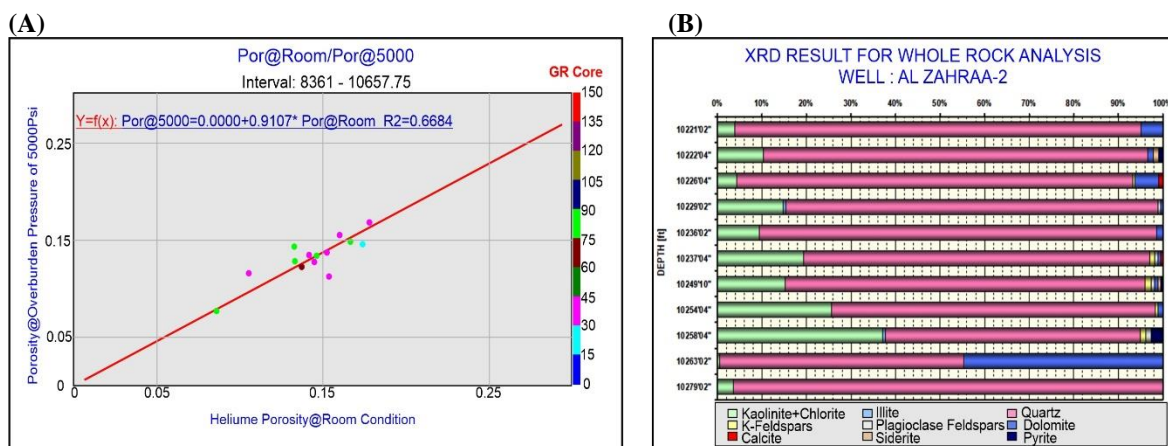 (A)
Por@Room/Por@5000
Interval: 8361 - 10657.75
GR Core
Y=f(x): Por@5000=0.0000+0.9107* Por@Room R2=0.6684
150
135
120
105
90
75
60
45
30
15
0
0.25
0.15
0.05
0
0
0.05
0.15
0.25
Porosity@Overburden Pressure of 5000Psi
Heliume Porosity@Room Condition
(B)
XRD RESULT FOR WHOLE ROCK ANALYSIS
WELL : AL ZAHRAA-2
0% 10% 20% 30% 40% 50% 60% 70% 80% 90% 100%
DEPTH [ft]
10221'02"
10222'04"
10226'04"
10229'02"
10236'02"
10237'04"
10249'10"
10254'04"
10258'04"
10263'02"
10279'02"
Kaolinite+Chlorite Illite Quartz
K-Feldspars Plagioclase Feldspars Dolomite
Calcite Siderite Pyrite